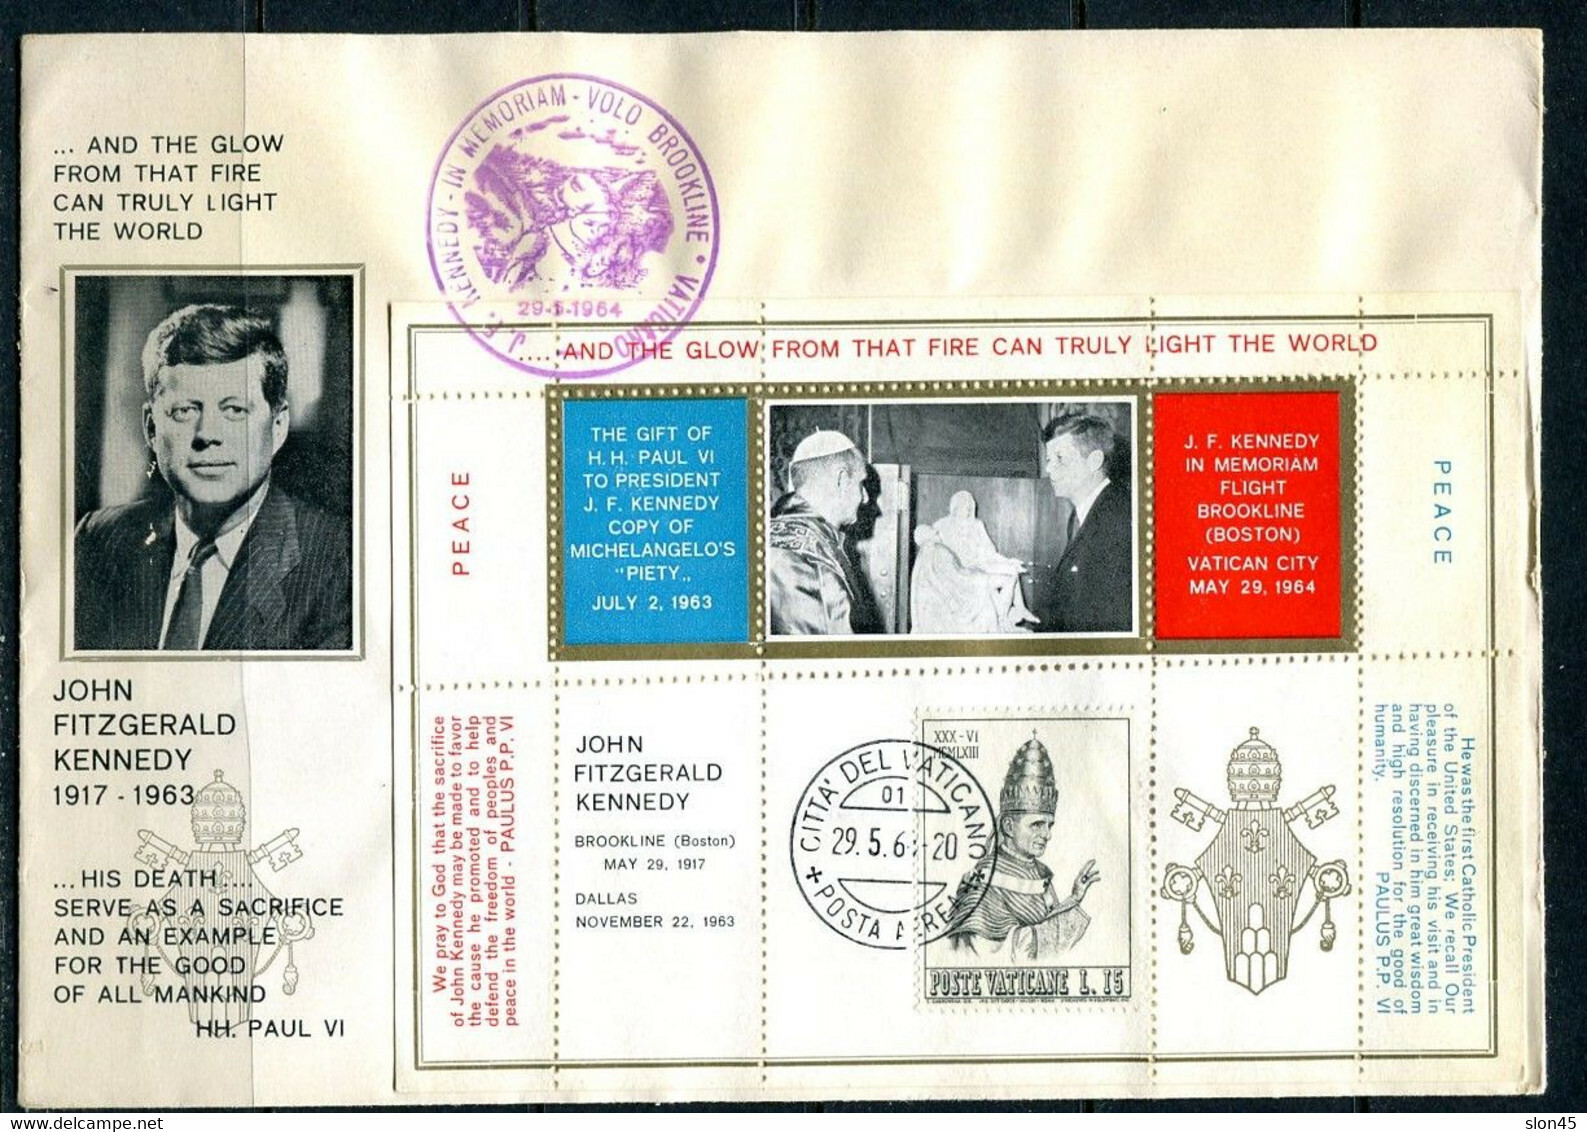 ... AND THE GLOW
FROM THAT FIRE
CAN TRULY LIGHT
THE WORLD
JOHN
FITZGERALD
KENNEDY
1917 - 1963
...HIS DEATH....
SERVE AS A SACRIFICE
AND AN EXAMPLE
FOR THE GOOD
OF ALL MANKIND
HH. PAUL VI
J. F. KENNEDY - IN MEMORIAM - VOLO BROOKLINE • VATICANO
29-5-1964
.....AND THE GLOW FROM THAT FIRE CAN TRULY LIGHT THE WORLD
PEACE
THE GIFT OF
H.H. PAUL VI
TO PRESIDENT
J. F. KENNEDY
COPY OF
MICHELANGELO'S
"PIETY„
JULY 2, 1963
J. F. KENNEDY
IN MEMORIAM
FLIGHT
BROOKLINE
(BOSTON)
VATICAN CITY
MAY 29, 1964
PEACE
We pray to God that the sacrifice
of John Kennedy may be made to favor
the cause he promoted and to help
defend the freedom of peoples and
peace in the world - PAULUS P.P. VI
JOHN
FITZGERALD
KENNEDY
BROOKLINE (Boston)
MAY 29, 1917
DALLAS
NOVEMBER 22, 1963
CITTA' DEL VATICANO
01
29.5.6 -20
POSTA AEREA
XXX-VI
MCMLXIII
POSTE VATICANE L. 15
He was the first Catholic President
of the United States; We recall Our
pleasure in receiving his visit and in
having discerned in him great wisdom
and high resolution for the good of
humanity. PAULUS P.P. VI
delcampe.net
slon45